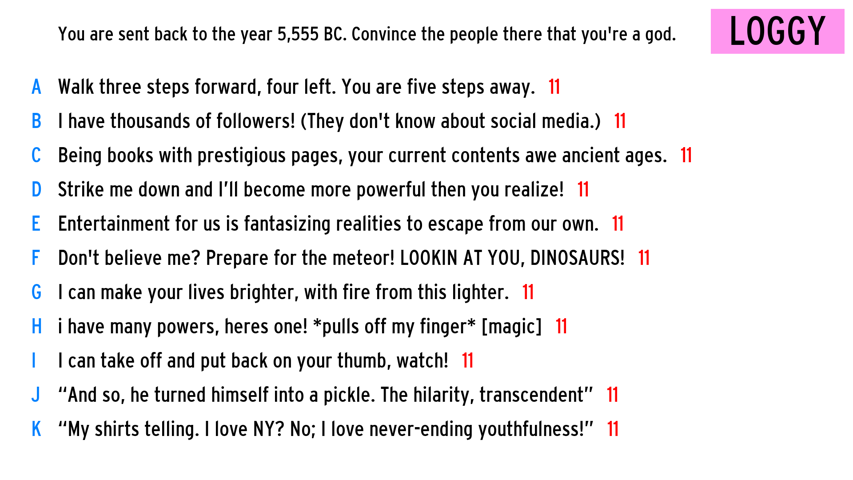 You are sent back to the year 5,555 BC. Convince the people there that you're a god.
LOGGY
A Walk three steps forward, four left. You are five steps away. 11
B I have thousands of followers! (They don't know about social media.) 11
C Being books with prestigious pages, your current contents awe ancient ages. 11
D Strike me down and I’ll become more powerful then you realize! 11
E Entertainment for us is fantasizing realities to escape from our own. 11
F Don't believe me? Prepare for the meteor! LOOKIN AT YOU, DINOSAURS! 11
G I can make your lives brighter, with fire from this lighter. 11
H i have many powers, heres one! *pulls off my finger* [magic] 11
I I can take off and put back on your thumb, watch! 11
J “And so, he turned himself into a pickle. The hilarity, transcendent” 11
K “My shirts telling. I love NY? No; I love never-ending youthfulness!” 11